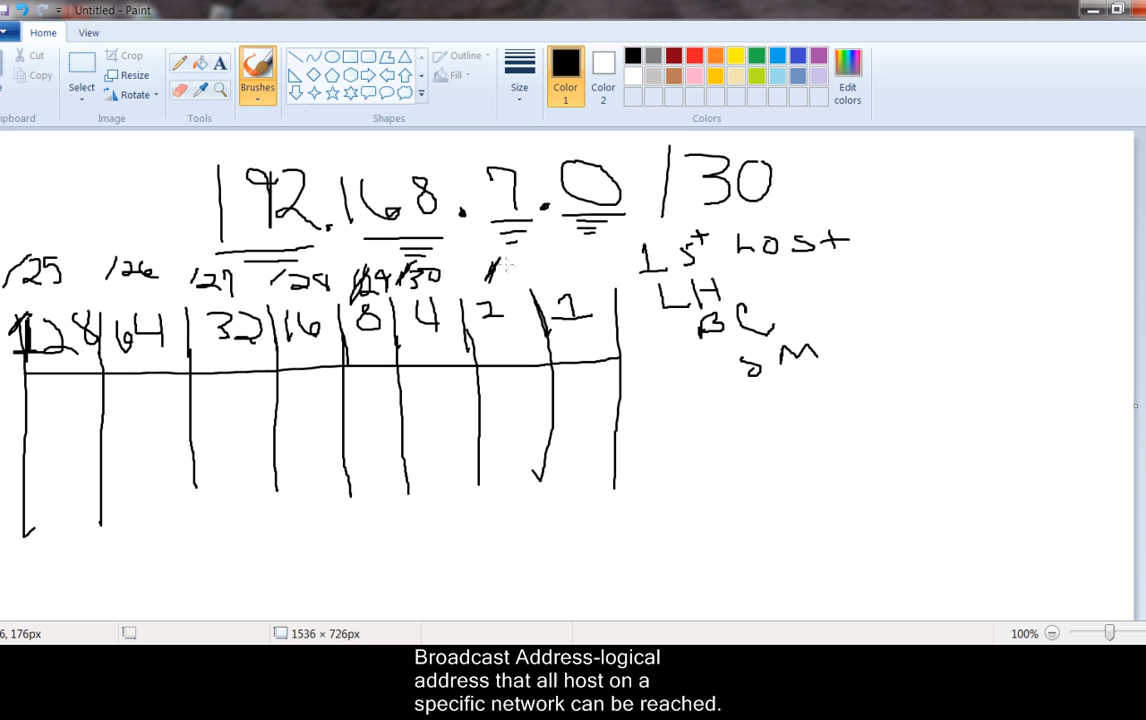 Untitled - Paint
Home View
Cut
Copy
Crop
Resize
Rotate
Select
Brushes
Size
Outline
Fill
Color 1
Color 2
Edit colors
lipboard Image Tools Shapes Colors
192.168.7.0 /30
1st host
LH
BC
SM
/25 /26 /27 /28 /29 /30 /
128 64 32 16 8 4 2 1
6, 176px
1536 × 726px
100%
Broadcast Address-logical
address that all host on a
specific network can be reached.